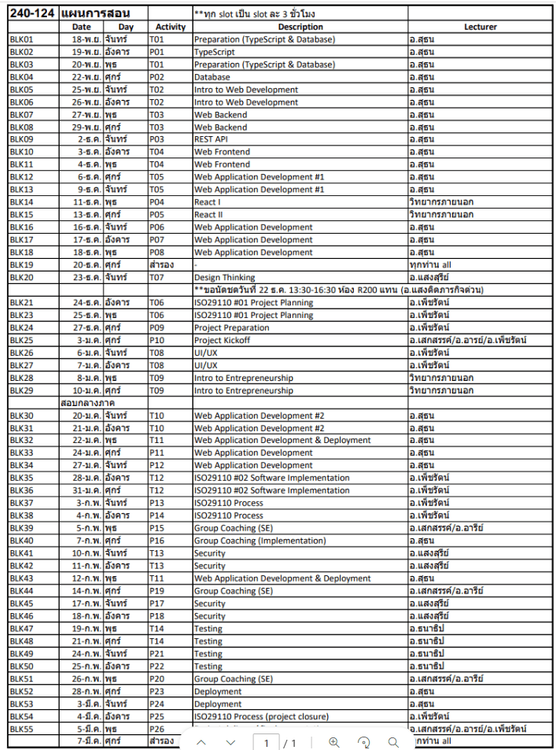 240-124 แผนการสอน **ทุก slot เป็น slot ละ 3 ชั่วโมง
Date Day Activity Description Lecturer
BLK01 18-พ.ย. จันทร์ T01 Preparation (TypeScript & Database) อ.สุธน
BLK02 19-พ.ย. อังคาร P01 TypeScript อ.สุธน
BLK03 20-พ.ย. พุธ T01 Preparation (TypeScript & Database) อ.สุธน
BLK04 22-พ.ย. ศุกร์ P02 Database อ.สุธน
BLK05 25-พ.ย. จันทร์ T02 Intro to Web Development อ.สุธน
BLK06 26-พ.ย. อังคาร T02 Intro to Web Development อ.สุธน
BLK07 27-พ.ย. พุธ T03 Web Backend อ.สุธน
BLK08 29-พ.ย. ศุกร์ T03 Web Backend อ.สุธน
BLK09 2-ธ.ค. จันทร์ P03 REST API อ.สุธน
BLK10 3-ธ.ค. อังคาร T04 Web Frontend อ.สุธน
BLK11 4-ธ.ค. พุธ T04 Web Frontend อ.สุธน
BLK12 6-ธ.ค. ศุกร์ T05 Web Application Development #1 อ.สุธน
BLK13 9-ธ.ค. จันทร์ T05 Web Application Development #1 อ.สุธน
BLK14 11-ธ.ค. พุธ P04 React I วิทยากรภายนอก
BLK15 13-ธ.ค. ศุกร์ P05 React II วิทยากรภายนอก
BLK16 16-ธ.ค. จันทร์ P06 Web Application Development อ.สุธน
BLK17 17-ธ.ค. อังคาร P07 Web Application Development อ.สุธน
BLK18 18-ธ.ค. พุธ P08 Web Application Development อ.สุธน
BLK19 20-ธ.ค. ศุกร์ สำรอง - ทุกท่าน all
BLK20 23-ธ.ค. จันทร์ T07 Design Thinking อ.แสงสุรีย์
**ขอนัดชดวันที่ 22 ธ.ค. 13:30-16:30 ห้อง R200 แทน (อ.แสงติดภารกิจด่วน)
BLK21 24-ธ.ค. อังคาร T06 ISO29110 #01 Project Planning อ.เพ็ชรัตน์
BLK23 25-ธ.ค. พุธ T06 ISO29110 #01 Project Planning อ.เพ็ชรัตน์
BLK24 27-ธ.ค. ศุกร์ P09 Project Preparation อ.เพ็ชรัตน์
BLK25 3-ม.ค. ศุกร์ P10 Project Kickoff อ.เสกสรรค์/อ.อารีย์/อ.เพ็ชรัตน์
BLK26 6-ม.ค. จันทร์ T08 UI/UX อ.เพ็ชรัตน์
BLK27 7-ม.ค. อังคาร T08 UI/UX อ.เพ็ชรัตน์
BLK28 8-ม.ค. พุธ T09 Intro to Entrepreneurship วิทยากรภายนอก
BLK29 10-ม.ค. ศุกร์ T09 Intro to Entrepreneurship วิทยากรภายนอก
สอบกลางภาค
BLK30 20-ม.ค. จันทร์ T10 Web Application Development #2 อ.สุธน
BLK31 21-ม.ค. อังคาร T10 Web Application Development #2 อ.สุธน
BLK32 22-ม.ค. พุธ T11 Web Application Development & Deployment อ.สุธน
BLK33 24-ม.ค. ศุกร์ P11 Web Application Development อ.สุธน
BLK34 27-ม.ค. จันทร์ P12 Web Application Development อ.สุธน
BLK35 28-ม.ค. อังคาร T12 ISO29110 #02 Software Implementation อ.เพ็ชรัตน์
BLK36 31-ม.ค. ศุกร์ T12 ISO29110 #02 Software Implementation อ.เพ็ชรัตน์
BLK37 3-ก.พ. จันทร์ P13 ISO29110 Process อ.เพ็ชรัตน์
BLK38 4-ก.พ. อังคาร P14 ISO29110 Process อ.เพ็ชรัตน์
BLK39 5-ก.พ. พุธ P15 Group Coaching (SE) อ.เสกสรรค์/อ.อารีย์
BLK40 7-ก.พ. ศุกร์ P16 Group Coaching (Implementation) อ.สุธน
BLK41 10-ก.พ. จันทร์ T13 Security อ.แสงสุรีย์
BLK42 11-ก.พ. อังคาร T13 Security อ.แสงสุรีย์
BLK43 12-ก.พ. พุธ T11 Web Application Development & Deployment อ.สุธน
BLK44 14-ก.พ. ศุกร์ P19 Group Coaching (SE) อ.เสกสรรค์/อ.อารีย์
BLK45 17-ก.พ. จันทร์ P17 Security อ.แสงสุรีย์
BLK46 18-ก.พ. อังคาร P18 Security อ.แสงสุรีย์
BLK47 19-ก.พ. พุธ T14 Testing อ.ธนาธิป
BLK48 21-ก.พ. ศุกร์ T14 Testing อ.ธนาธิป
BLK49 24-ก.พ. จันทร์ P21 Testing อ.ธนาธิป
BLK50 25-ก.พ. อังคาร P22 Testing อ.ธนาธิป
BLK51 26-ก.พ. พุธ P20 Group Coaching (SE) อ.เสกสรรค์/อ.อารีย์
BLK52 28-ก.พ. ศุกร์ P23 Deployment อ.สุธน
BLK53 3-มี.ค. จันทร์ P24 Deployment อ.สุธน
BLK54 4-มี.ค. อังคาร P25 ISO29110 Process (project closure) อ.เพ็ชรัตน์
BLK55 5-มี.ค. พุธ P26 อ.เสกสรรค์/อ.อารีย์/อ.เพ็ชรัตน์
7-มี.ค. ศุกร์ สำรอง all
1 / 1